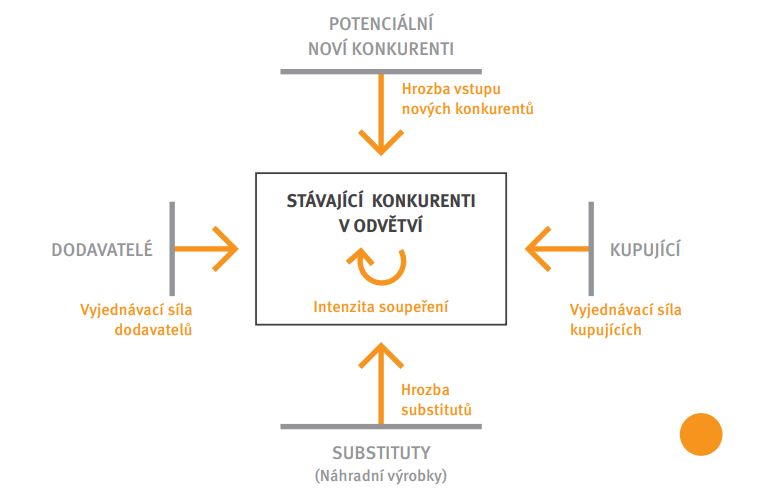 POTENCIÁLNÍ
NOVÍ KONKURENTI
Hrozba vstupu
nových konkurentů
STÁVAJÍCÍ KONKURENTI
V ODVĚTVÍ
Intenzita soupeření
DODAVATELÉ
Vyjednávací síla
dodavatelů
KUPUJÍCÍ
Vyjednávací síla
kupujících
Hrozba
substitutů
SUBSTITUTY
(Náhradní výrobky)